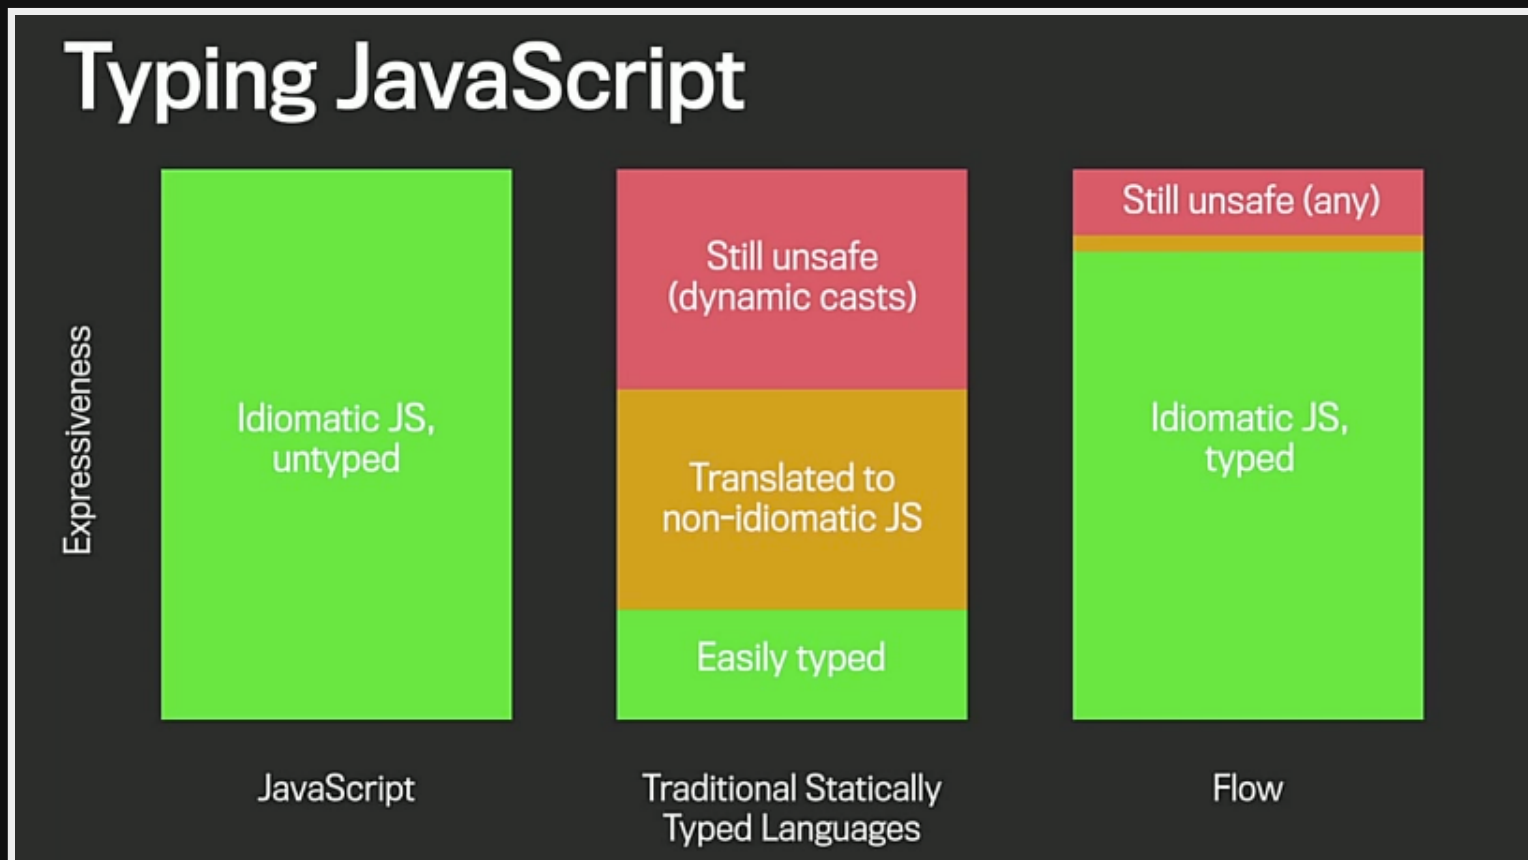 Typing JavaScript
Expressiveness
Idiomatic JS,
untyped
JavaScript
Still unsafe
(dynamic casts)
Translated to
non-idiomatic JS
Easily typed
Traditional Statically
Typed Languages
Still unsafe (any)
Idiomatic JS,
typed
Flow